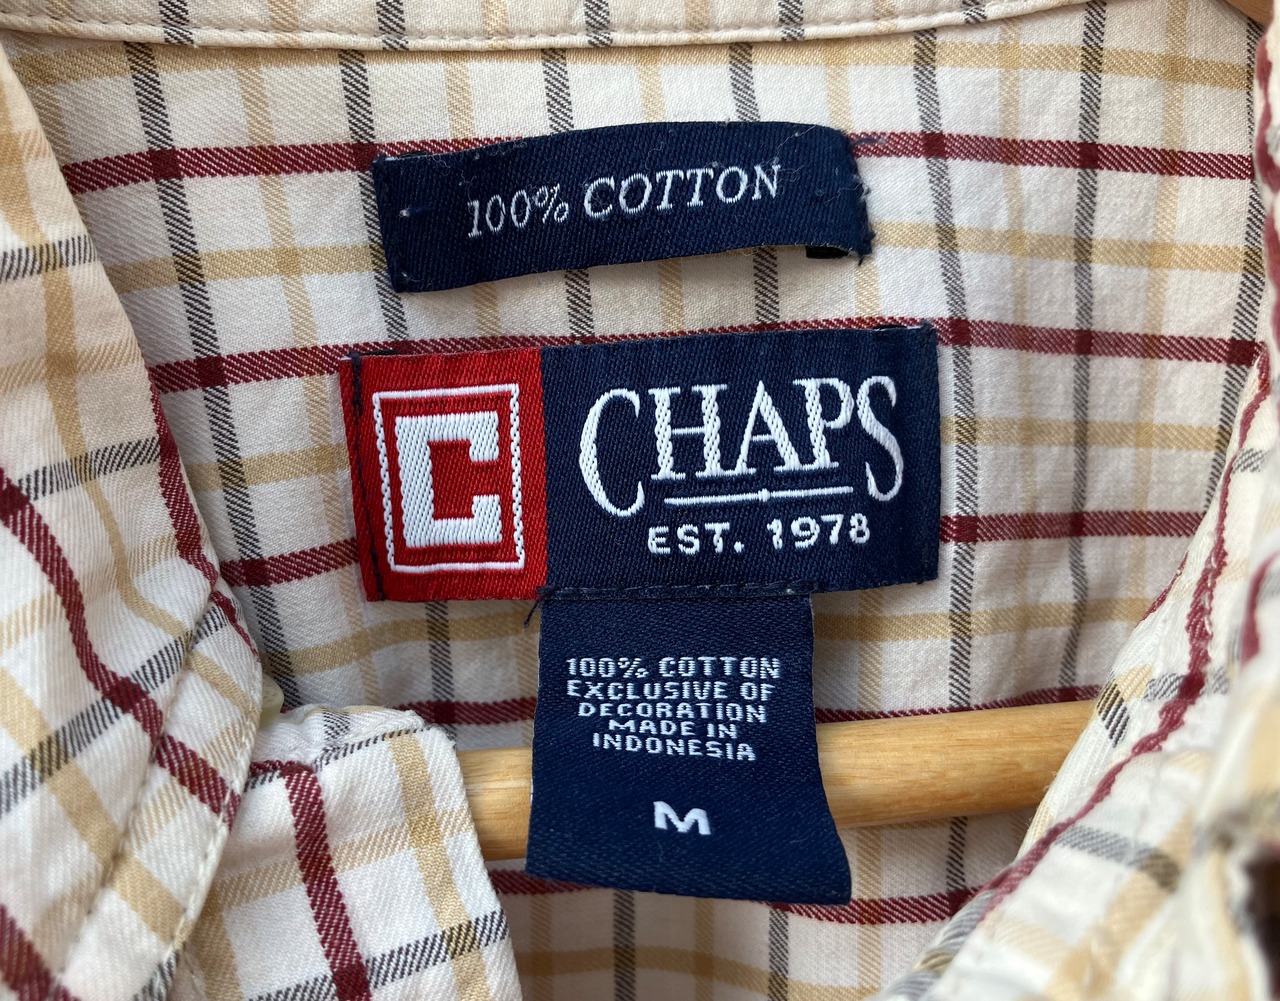 100% COTTON
C
CHAPS
EST. 1978
100% COTTON
EXCLUSIVE OF
DECORATION
MADE IN
INDONESIA
M